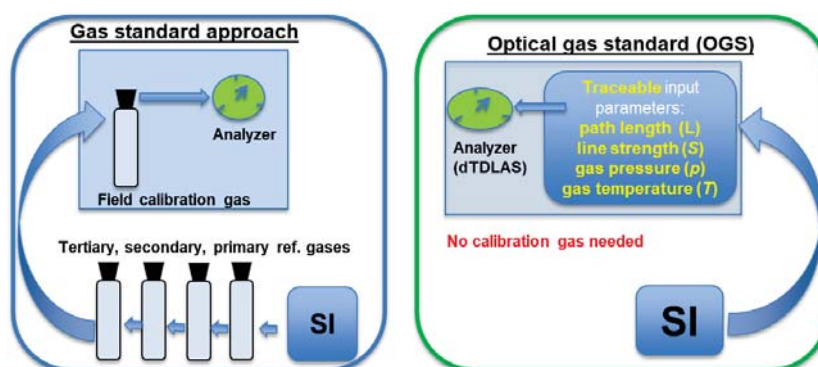 Gas standard approach
Analyzer
Field calibration gas
Tertiary, secondary, primary ref. gases
SI
Optical gas standard (OGS)
Traceable input
parameters:
path length (L)
line strength (S)
gas pressure (p)
gas temperature (T)
Analyzer
(dTDLAS)
No calibration gas needed
SI